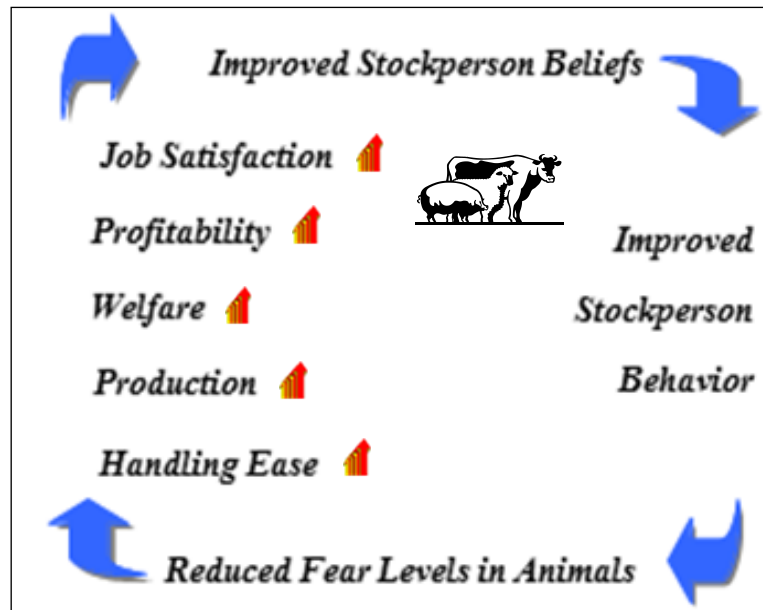 Improved Stockperson Beliefs
Job Satisfaction
Profitability
Welfare
Production
Handling Ease
Improved
Stockperson
Behavior
Reduced Fear Levels in Animals